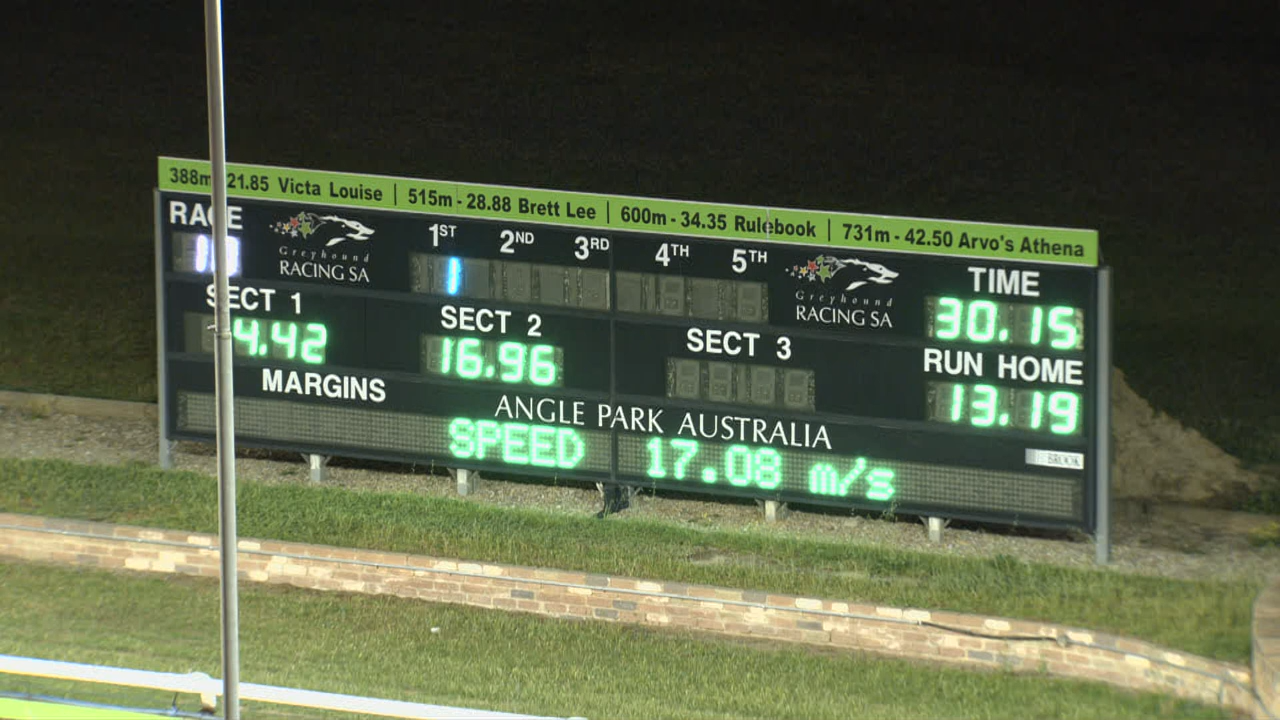 388m 21.85 Victa Louise | 515m - 28.88 Brett Lee | 600m - 34.35 Rulebook | 731m - 42.50 Arvo's Athena
RACE
Greyhound
RACING SA
1ST 2ND 3RD 4TH 5TH
1
Greyhound
RACING SA
TIME
30.15
SECT 1
4.42
SECT 2
16.96
SECT 3
RUN HOME
13.19
MARGINS
ANGLE PARK AUSTRALIA
SPEED 17.08 m/s
BROOK